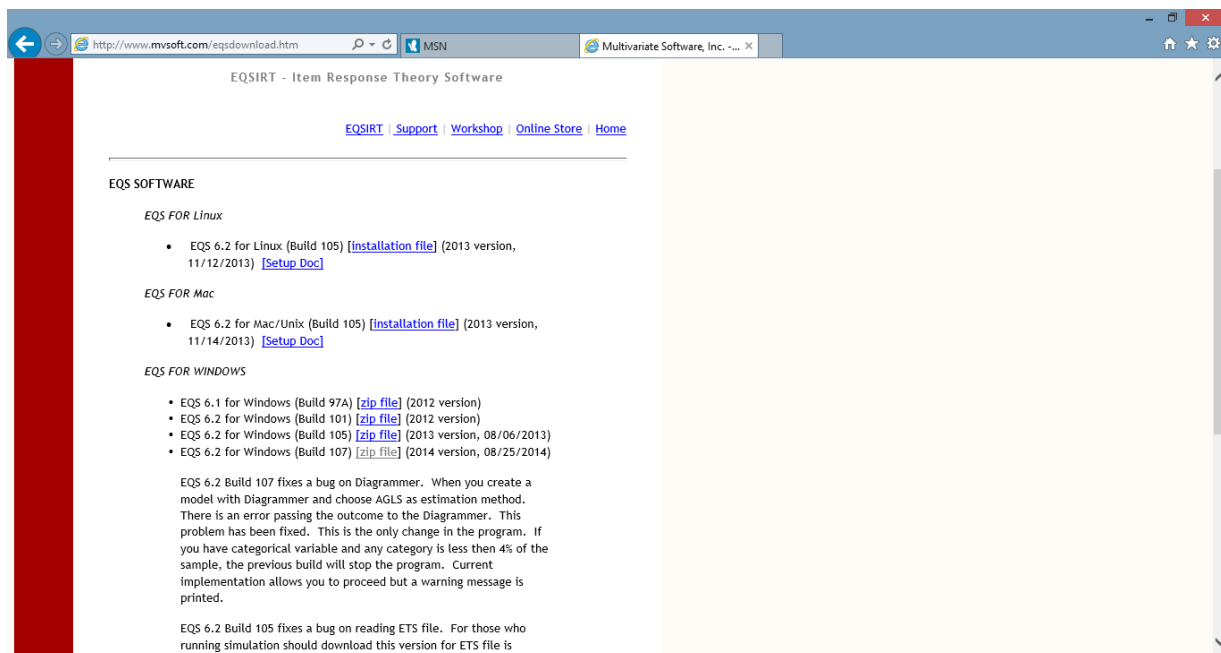 http://www.mvsoft.com/eqsdownload.htm
MSN
Multivariate Software, Inc. -...
EQSIRT - Item Response Theory Software
EQSIRT | Support | Workshop | Online Store | Home
EQS SOFTWARE
EQS FOR Linux
• EQS 6.2 for Linux (Build 105) [installation file] (2013 version,
11/12/2013) [Setup Doc]
EQS FOR Mac
• EQS 6.2 for Mac/Unix (Build 105) [installation file] (2013 version,
11/14/2013) [Setup Doc]
EQS FOR WINDOWS
• EQS 6.1 for Windows (Build 97A) [zip file] (2012 version)
• EQS 6.2 for Windows (Build 101) [zip file] (2012 version)
• EQS 6.2 for Windows (Build 105) [zip file] (2013 version, 08/06/2013)
• EQS 6.2 for Windows (Build 107) [zip file] (2014 version, 08/25/2014)
EQS 6.2 Build 107 fixes a bug on Diagrammer. When you create a
model with Diagrammer and choose AGLS as estimation method.
There is an error passing the outcome to the Diagrammer. This
problem has been fixed. This is the only change in the program. If
you have categorical variable and any category is less then 4% of the
sample, the previous build will stop the program. Current
implementation allows you to proceed but a warning message is
printed.
EQS 6.2 Build 105 fixes a bug on reading ETS file. For those who
running simulation should download this version for ETS file is